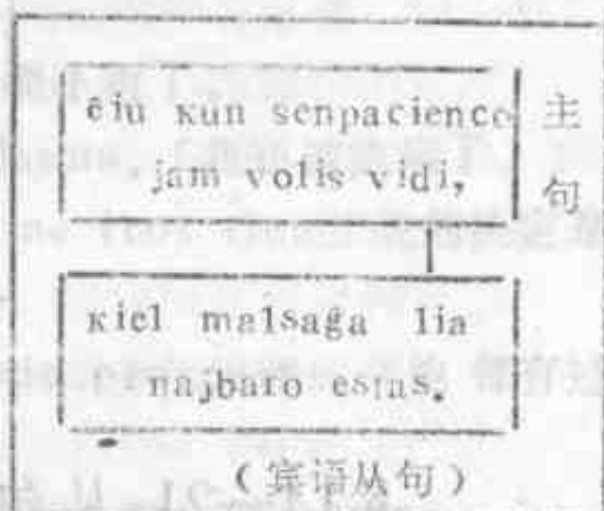 ĉiu kun senpacienco
jam volis vidi,
主句
kiel malsaĝa lia
najbaro estas.
（宾语从句）